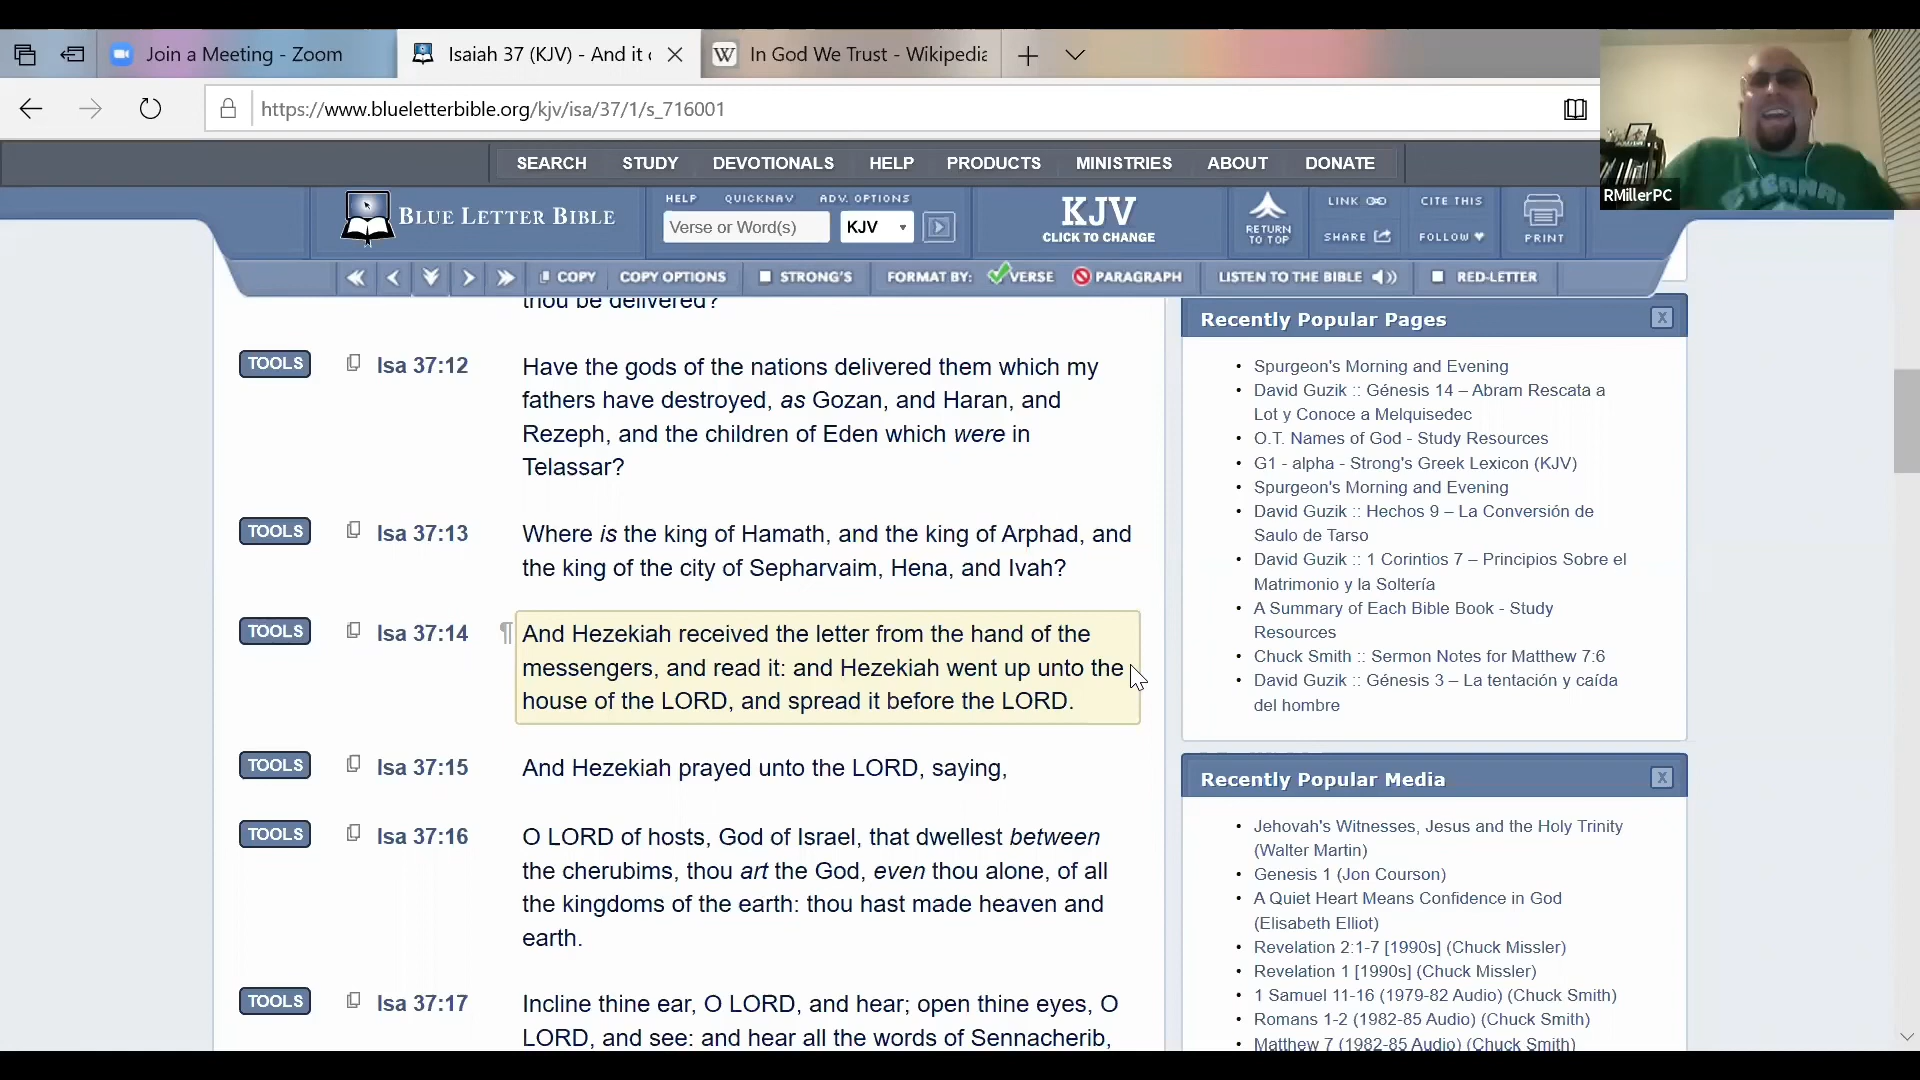 Join a Meeting - Zoom
Isaiah 37 (KJV) - And it c
In God We Trust - Wikipedia
https://www.blueletterbible.org/kjv/isa/37/1/s_716001
RMillerPC
SEARCH STUDY DEVOTIONALS HELP PRODUCTS MINISTRIES ABOUT DONATE
BLUE LETTER BIBLE
HELP QUICKNAV ADV. OPTIONS
Verse or Word(s) KJV
KJV
CLICK TO CHANGE
RETURN
TO TOP
LINK CITE THIS
SHARE FOLLOW
PRINT
COPY COPY OPTIONS STRONG'S FORMAT BY: VERSE PARAGRAPH LISTEN TO THE BIBLE RED-LETTER
thou be delivered?
TOOLS Isa 37:12 Have the gods of the nations delivered them which my
fathers have destroyed, as Gozan, and Haran, and
Rezeph, and the children of Eden which were in
Telassar?
TOOLS Isa 37:13 Where is the king of Hamath, and the king of Arphad, and
the king of the city of Sepharvaim, Hena, and Ivah?
TOOLS Isa 37:14 ¶ And Hezekiah received the letter from the hand of the
messengers, and read it: and Hezekiah went up unto the
house of the LORD, and spread it before the LORD.
TOOLS Isa 37:15 And Hezekiah prayed unto the LORD, saying,
TOOLS Isa 37:16 O LORD of hosts, God of Israel, that dwellest between
the cherubims, thou art the God, even thou alone, of all
the kingdoms of the earth: thou hast made heaven and
earth.
TOOLS Isa 37:17 Incline thine ear, O LORD, and hear; open thine eyes, O
LORD, and see: and hear all the words of Sennacherib,
Recently Popular Pages X
• Spurgeon's Morning and Evening
• David Guzik :: Génesis 14 – Abram Rescata a
Lot y Conoce a Melquisedec
• O.T. Names of God - Study Resources
• G1 - alpha - Strong's Greek Lexicon (KJV)
• Spurgeon's Morning and Evening
• David Guzik :: Hechos 9 – La Conversión de
Saulo de Tarso
• David Guzik :: 1 Corintios 7 – Principios Sobre el
Matrimonio y la Soltería
• A Summary of Each Bible Book - Study
Resources
• Chuck Smith :: Sermon Notes for Matthew 7:6
• David Guzik :: Génesis 3 – La tentación y caída
del hombre
Recently Popular Media X
• Jehovah's Witnesses, Jesus and the Holy Trinity
(Walter Martin)
• Genesis 1 (Jon Courson)
• A Quiet Heart Means Confidence in God
(Elisabeth Elliot)
• Revelation 2:1-7 [1990s] (Chuck Missler)
• Revelation 1 [1990s] (Chuck Missler)
• 1 Samuel 11-16 (1979-82 Audio) (Chuck Smith)
• Romans 1-2 (1982-85 Audio) (Chuck Smith)
• Matthew 7 (1982-85 Audio) (Chuck Smith)